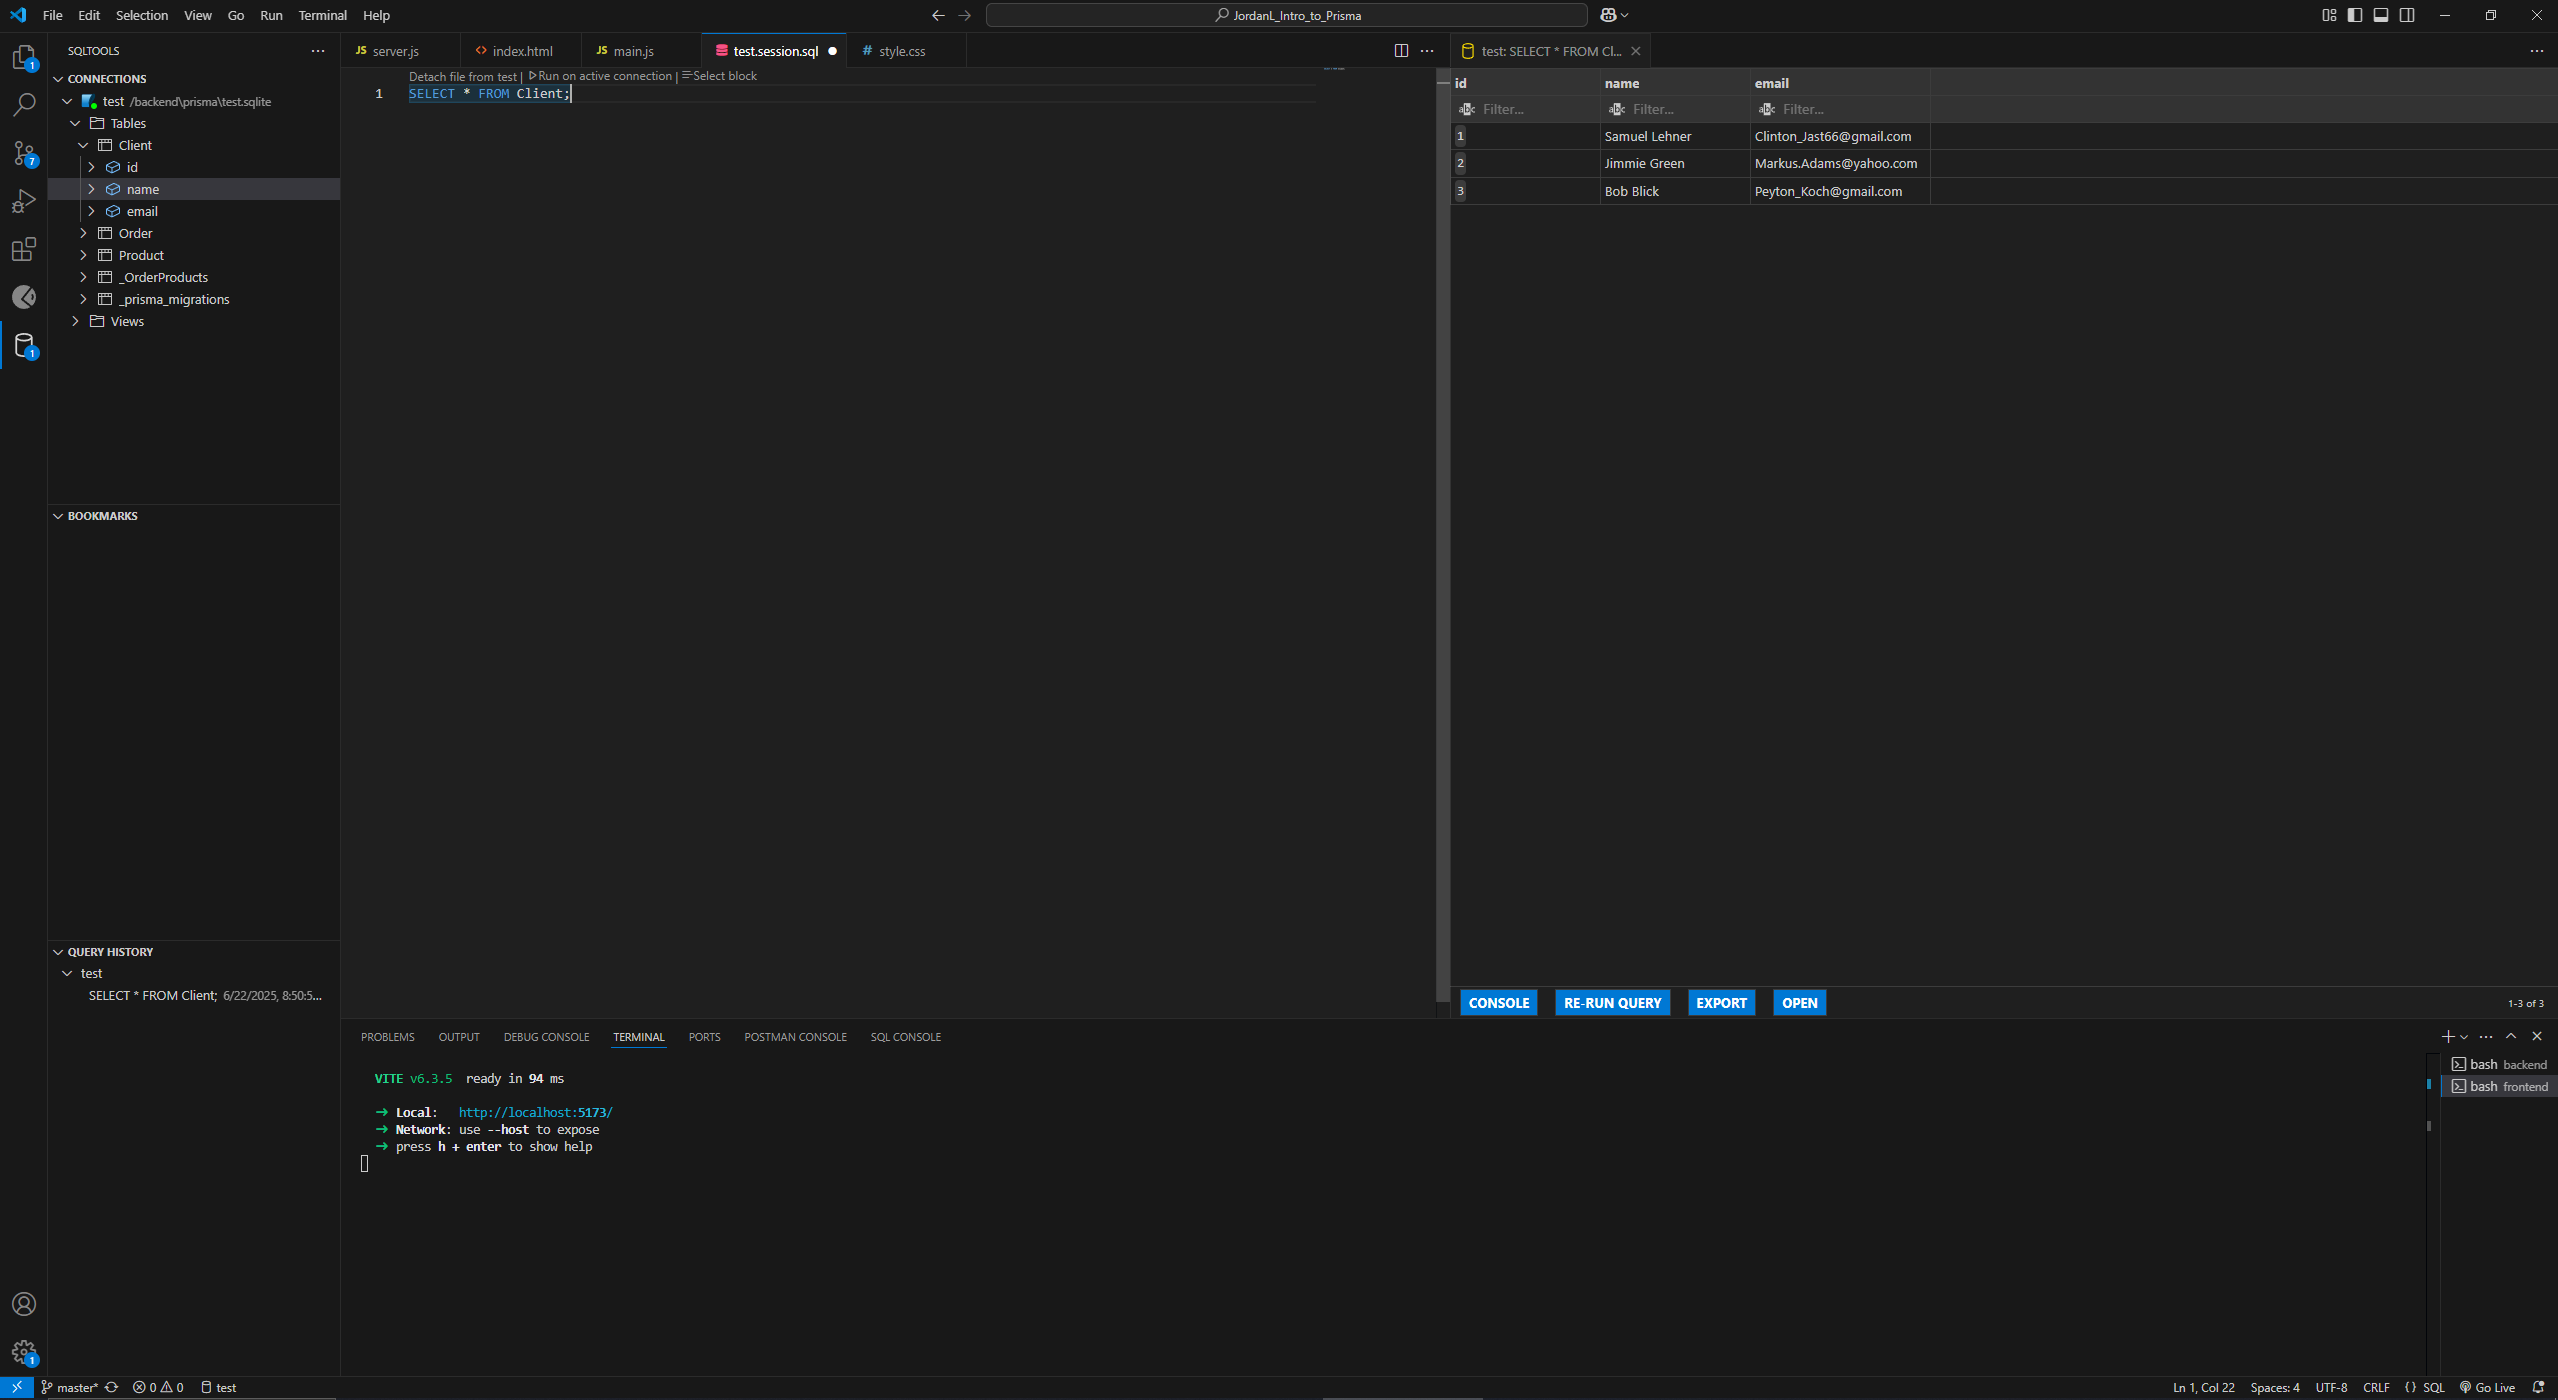 File Edit Selection View Go Run Terminal Help
JordanL_Intro_to_Prisma
SQLTOOLS
CONNECTIONS
test /backend\prisma\test.sqlite
Tables
Client
id
name
email
Order
Product
_OrderProducts
_prisma_migrations
Views
BOOKMARKS
QUERY HISTORY
test
SELECT * FROM Client; 6/22/2025, 8:50:5...
JS server.js <> index.html JS main.js test.session.sql # style.css
Detach file from test | Run on active connection | Select block
1 SELECT * FROM Client;
test: SELECT * FROM Cl...
id name email
abc Filter... abc Filter... abc Filter...
1 Samuel Lehner Clinton_Jast66@gmail.com
2 Jimmie Green Markus.Adams@yahoo.com
3 Bob Blick Peyton_Koch@gmail.com
CONSOLE RE-RUN QUERY EXPORT OPEN 1-3 of 3
PROBLEMS OUTPUT DEBUG CONSOLE TERMINAL PORTS POSTMAN CONSOLE SQL CONSOLE
VITE v6.3.5 ready in 94 ms
➜ Local: http://localhost:5173/
➜ Network: use --host to expose
➜ press h + enter to show help
bash backend
bash frontend
1
7
1
1
master* 0 0 test Ln 1, Col 22 Spaces: 4 UTF-8 CRLF {} SQL Go Live